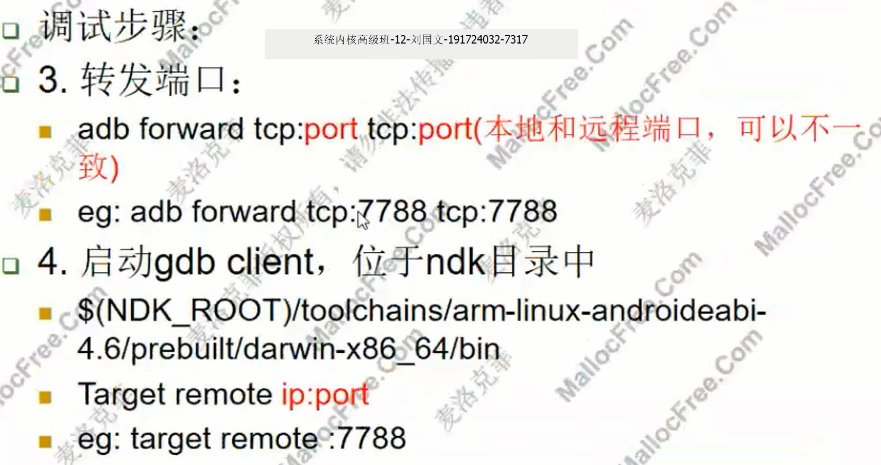 调试步骤:
系统内核高级班-12-刘国文-191724032-7317
3. 转发端口:
adb forward tcp:port tcp:port(本地和远程端口，可以不一
致)
eg: adb forward tcp:7788 tcp:7788
4. 启动gdb client，位于ndk目录中
$(NDK_ROOT)/toolchains/arm-linux-androideabi-
4.6/prebuilt/darwin-x86_64/bin
Target remote ip:port
eg: target remote :7788
麦洛克菲 MallocFree.Com
版权所有，请勿非法传播